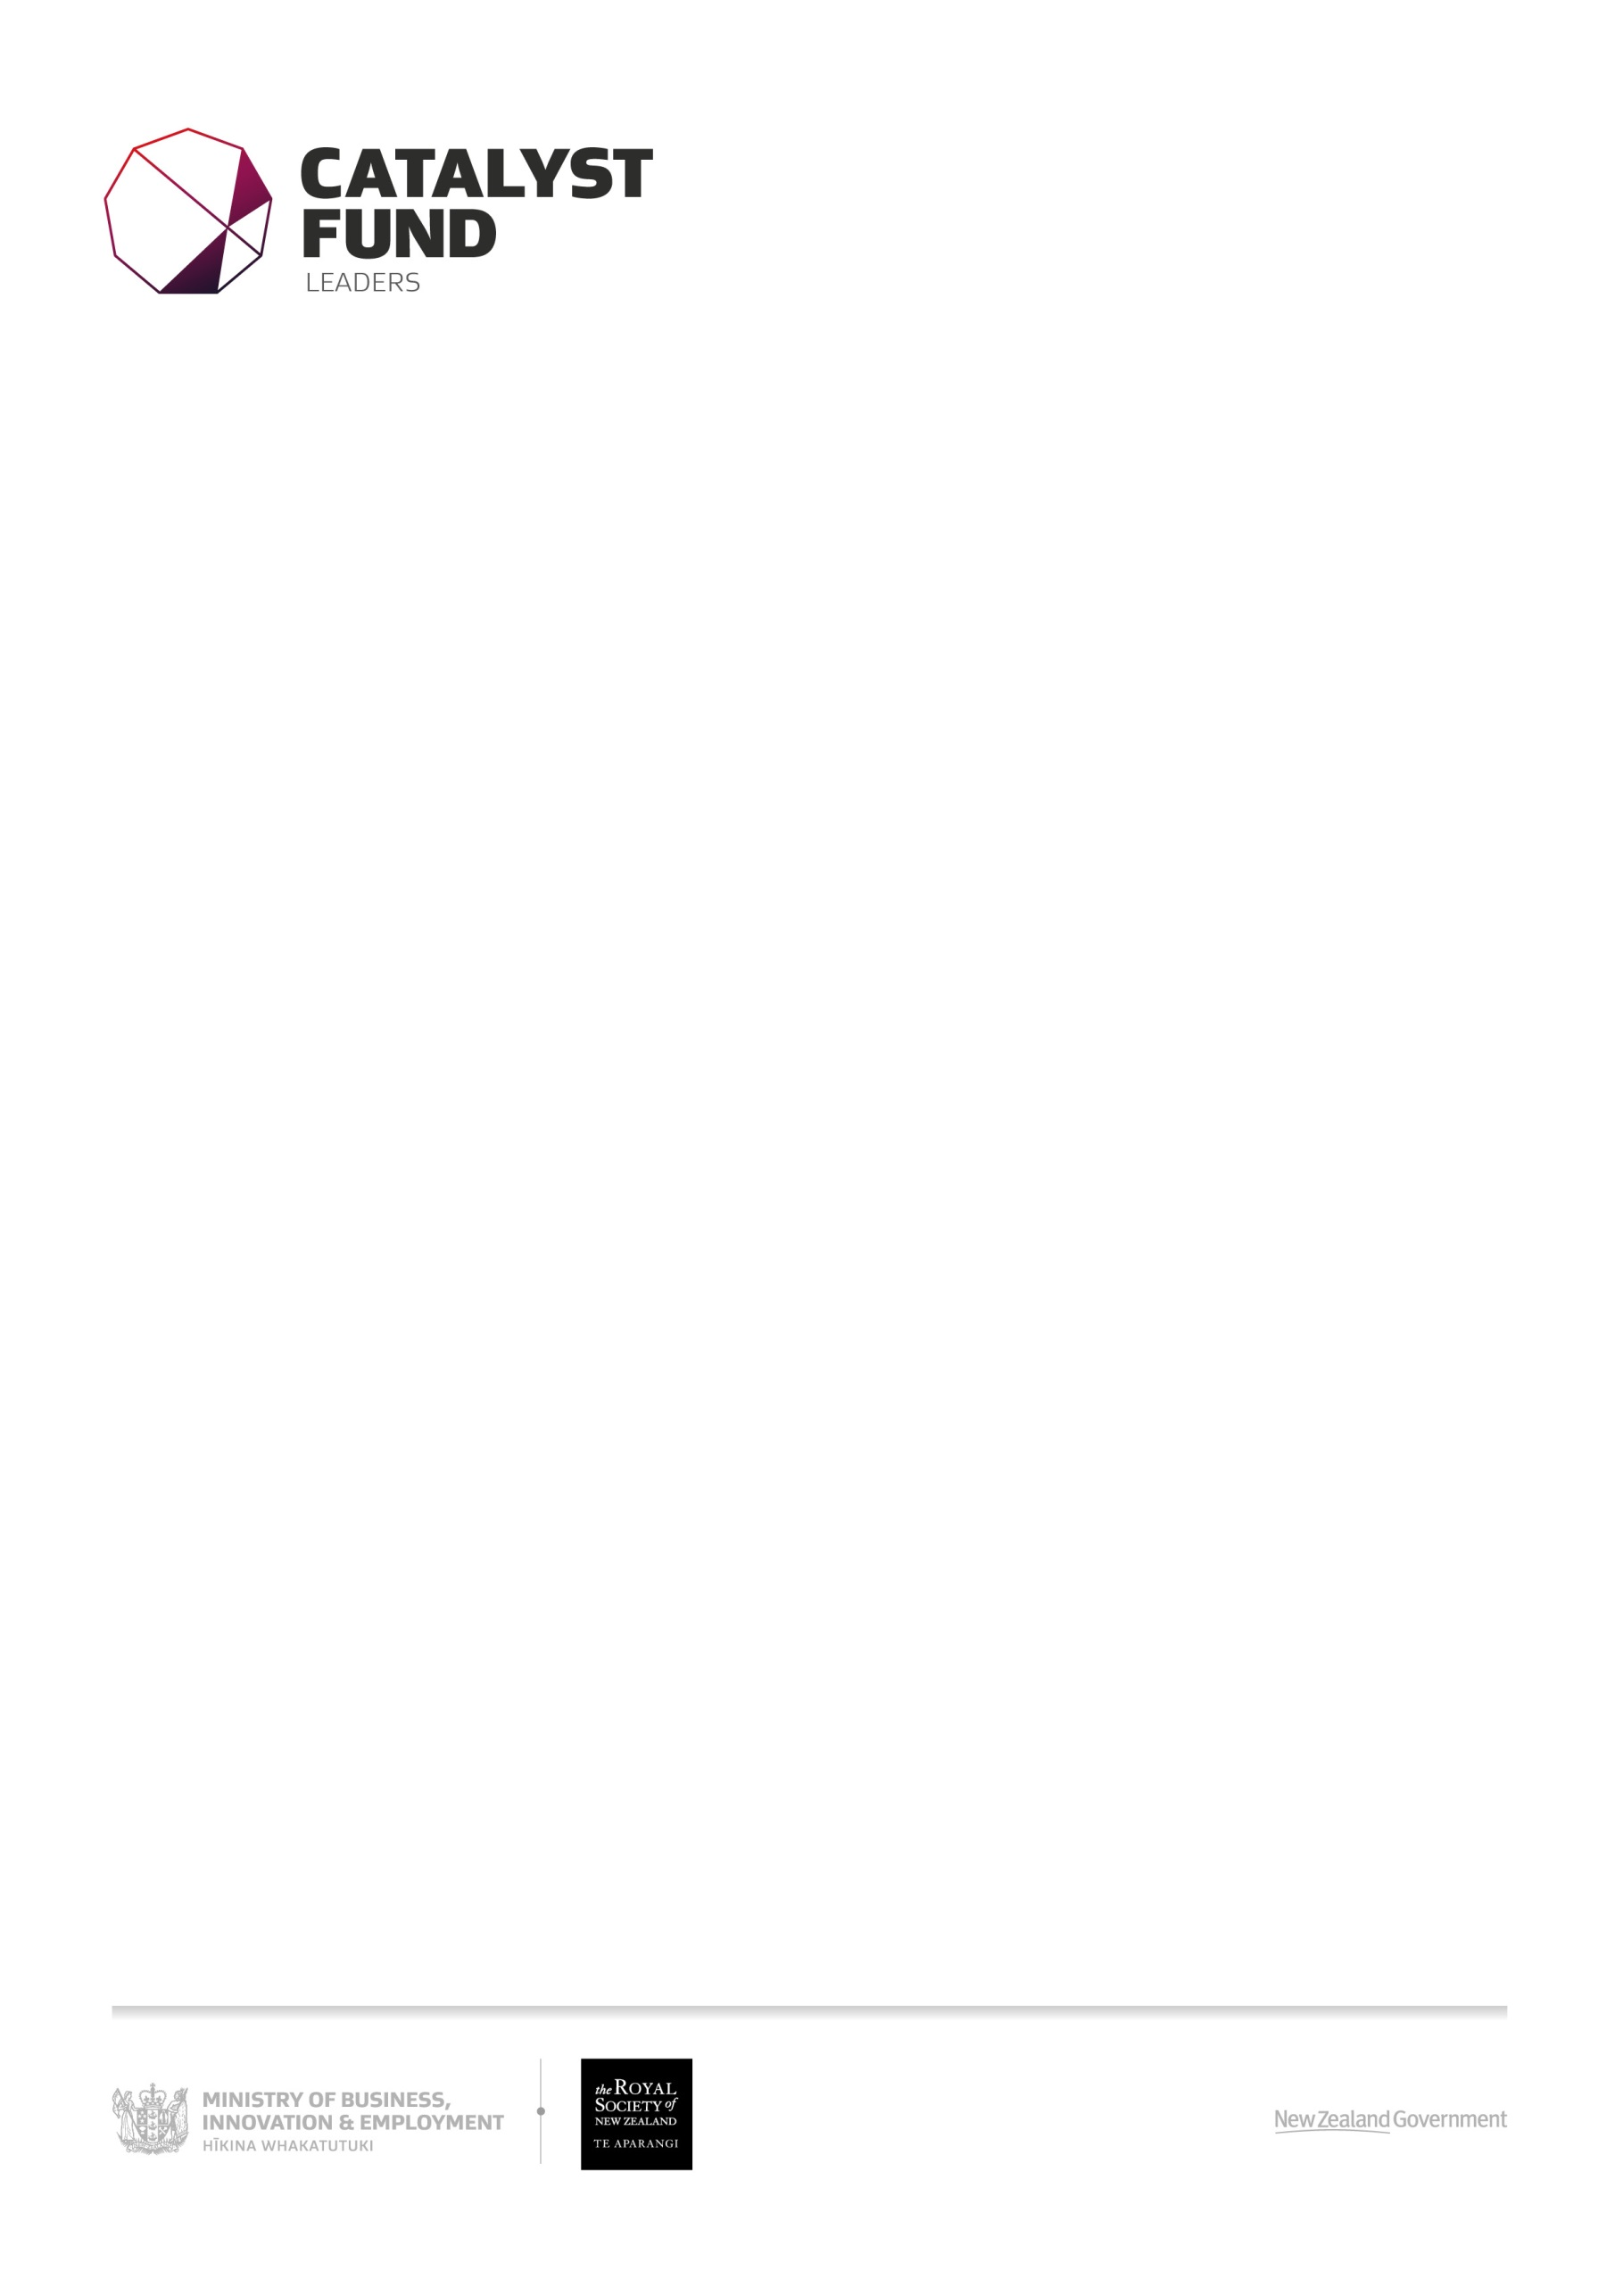 CATALYST
FUND
LEADERS
MINISTRY OF BUSINESS,
INNOVATION & EMPLOYMENT
HĪKINA WHAKATUTUKI
the ROYAL
SOCIETY of
NEW ZEALAND
TE APARANGI
New Zealand Government